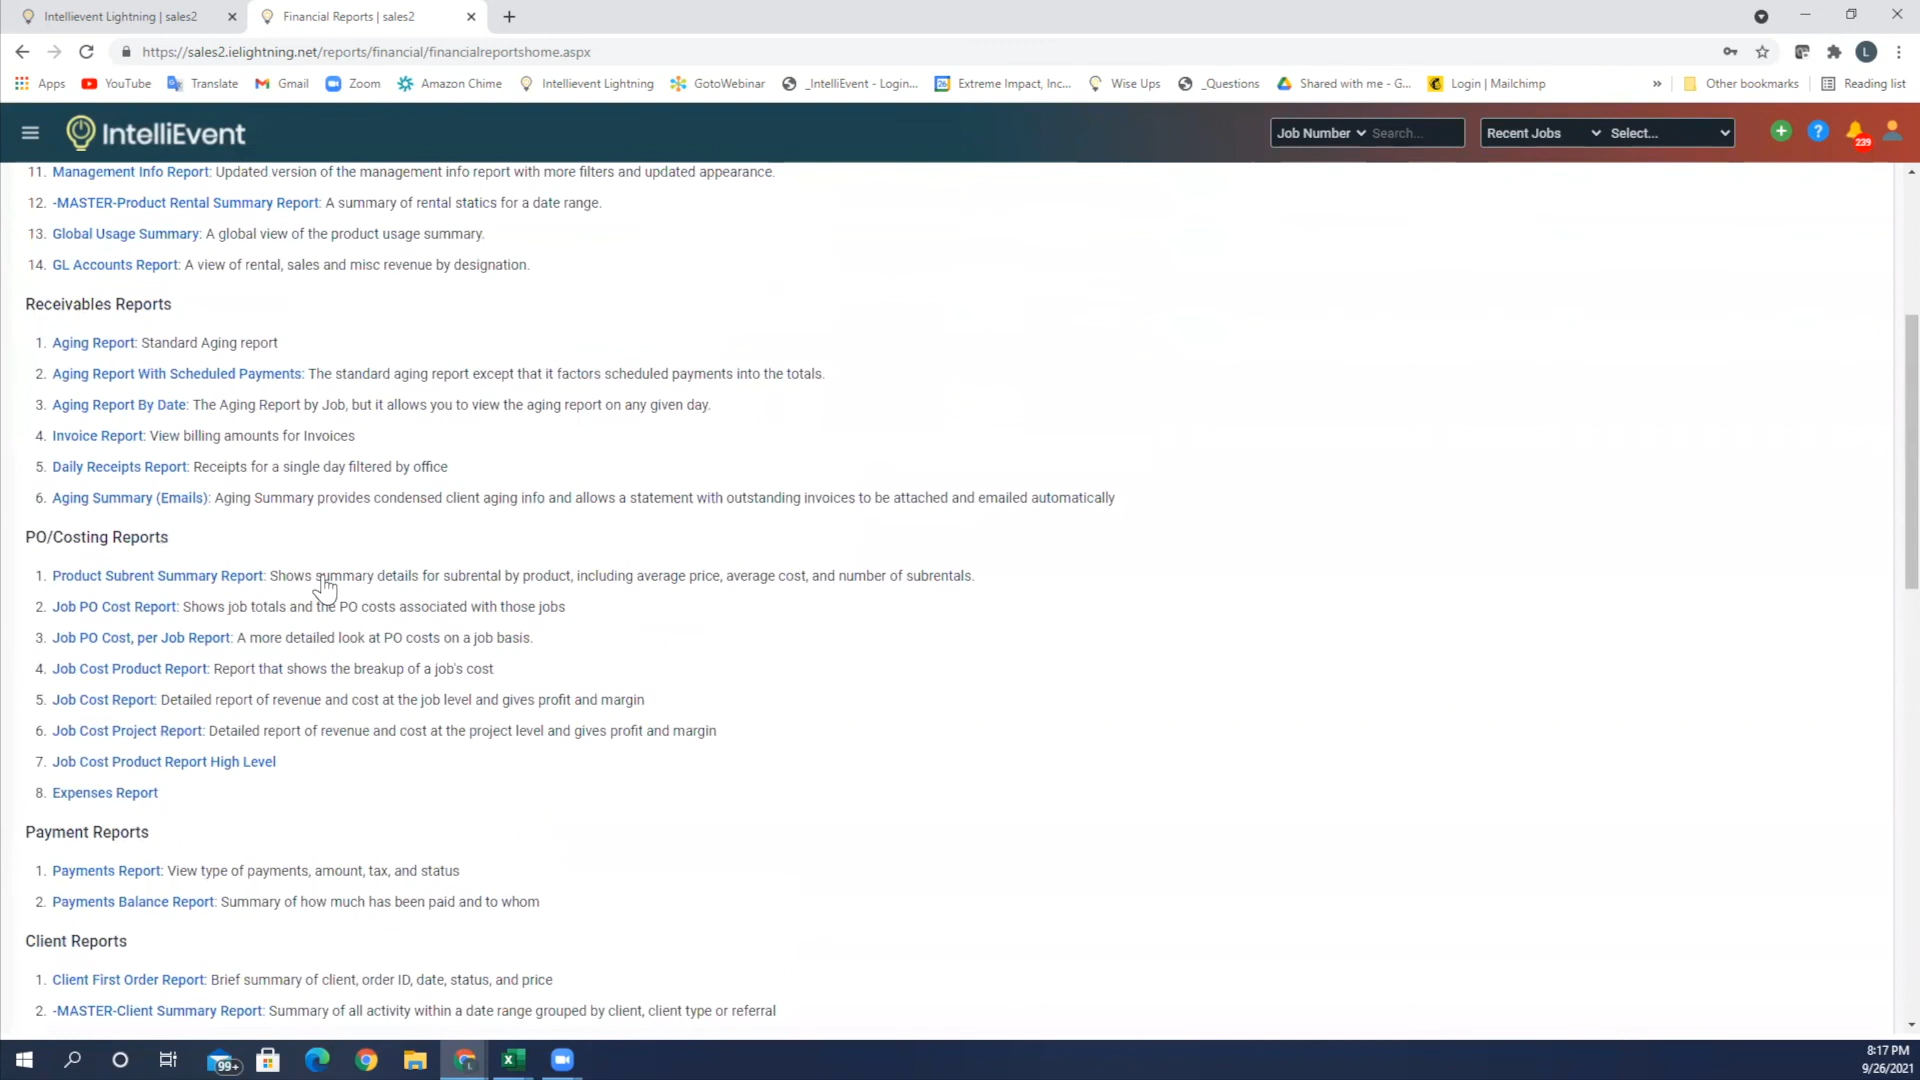 Intellievent Lightning | sales2
Financial Reports | sales2
https://sales2.ielightning.net/reports/financial/financialreportshome.aspx
L
Apps
YouTube
Translate
Gmail
Zoom
Amazon Chime
Intellievent Lightning
GotoWebinar
_IntelliEvent - Login...
Extreme Impact, Inc...
Wise Ups
_Questions
Shared with me - G...
Login | Mailchimp
»
Other bookmarks
Reading list
IntelliEvent
Job Number
Search...
Recent Jobs
Select...
239
11. Management Info Report: Updated version of the management info report with more filters and updated appearance.
12. -MASTER-Product Rental Summary Report: A summary of rental statics for a date range.
13. Global Usage Summary: A global view of the product usage summary.
14. GL Accounts Report: A view of rental, sales and misc revenue by designation.
Receivables Reports
1. Aging Report: Standard Aging report
2. Aging Report With Scheduled Payments: The standard aging report except that it factors scheduled payments into the totals.
3. Aging Report By Date: The Aging Report by Job, but it allows you to view the aging report on any given day.
4. Invoice Report: View billing amounts for Invoices
5. Daily Receipts Report: Receipts for a single day filtered by office
6. Aging Summary (Emails): Aging Summary provides condensed client aging info and allows a statement with outstanding invoices to be attached and emailed automatically
PO/Costing Reports
1. Product Subrent Summary Report: Shows summary details for subrental by product, including average price, average cost, and number of subrentals.
2. Job PO Cost Report: Shows job totals and the PO costs associated with those jobs
3. Job PO Cost, per Job Report: A more detailed look at PO costs on a job basis.
4. Job Cost Product Report: Report that shows the breakup of a job's cost
5. Job Cost Report: Detailed report of revenue and cost at the job level and gives profit and margin
6. Job Cost Project Report: Detailed report of revenue and cost at the project level and gives profit and margin
7. Job Cost Product Report High Level
8. Expenses Report
Payment Reports
1. Payments Report: View type of payments, amount, tax, and status
2. Payments Balance Report: Summary of how much has been paid and to whom
Client Reports
1. Client First Order Report: Brief summary of client, order ID, date, status, and price
2. -MASTER-Client Summary Report: Summary of all activity within a date range grouped by client, client type or referral
99+
8:17 PM
9/26/2021